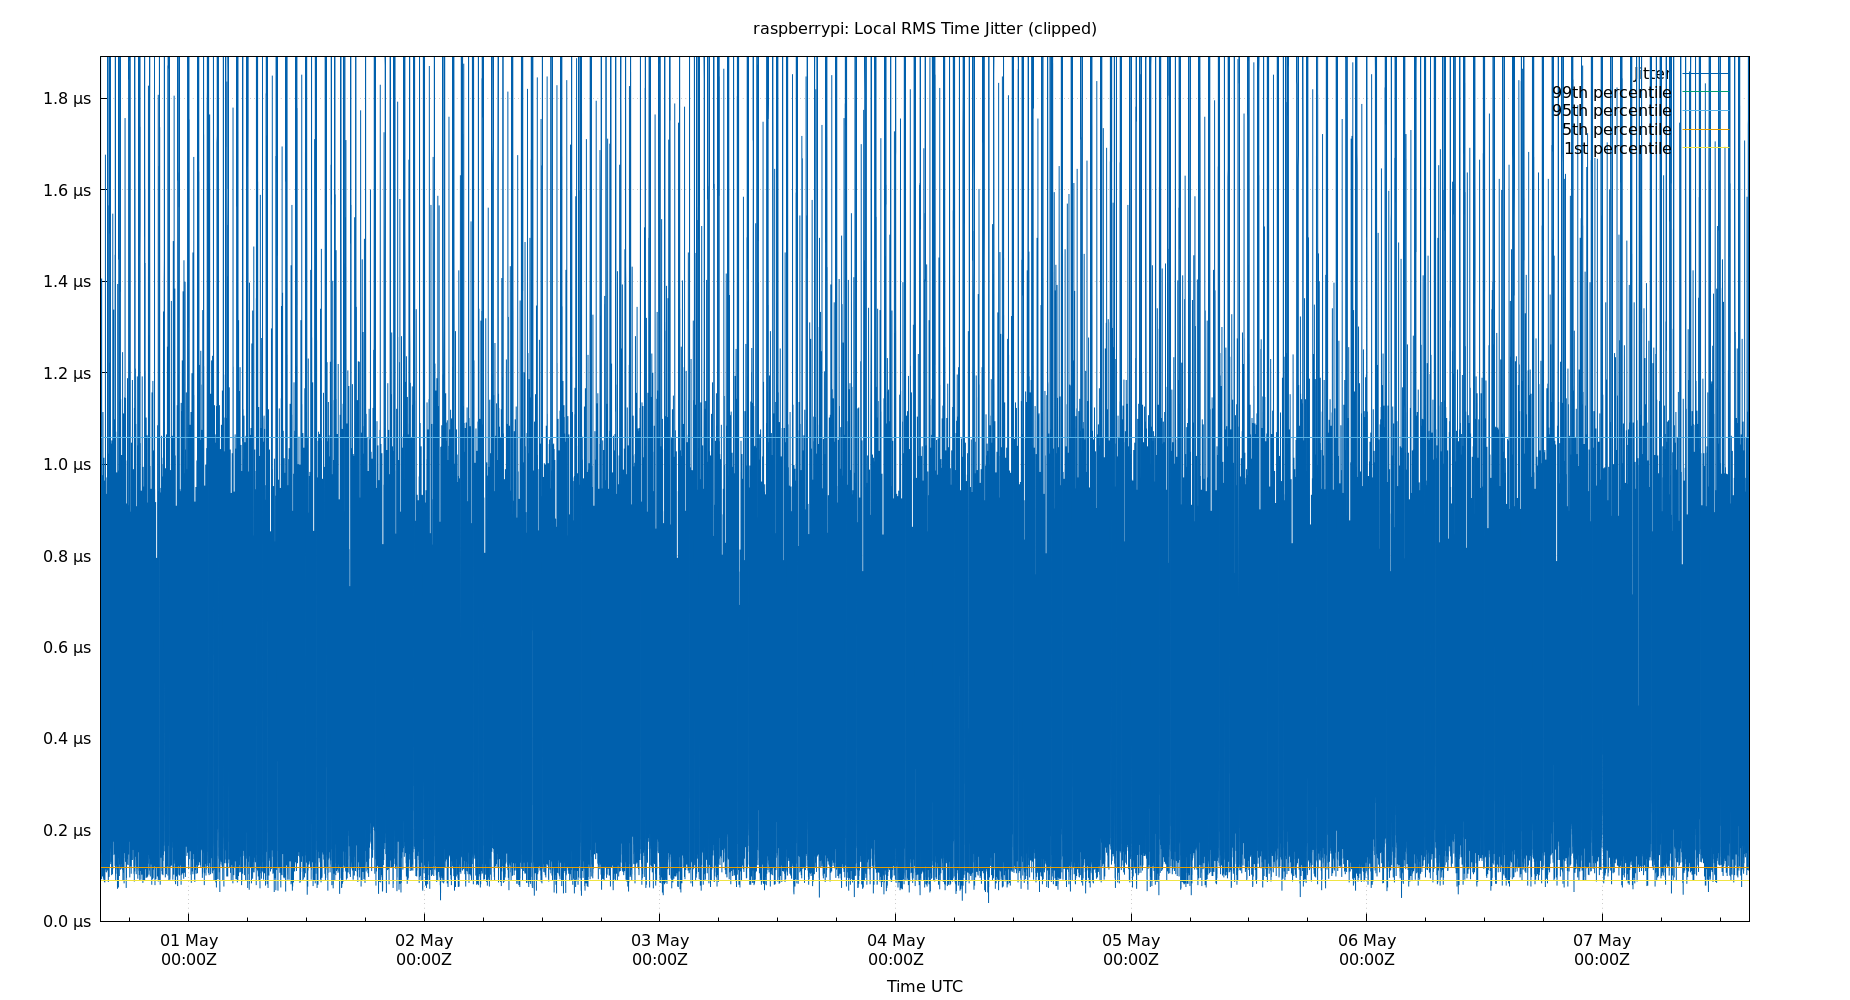 raspberrypi: Local RMS Time Jitter (clipped)
jitter
99th percentile
95th percentile
5th percentile
1st percentile
1.8 µs
1.6 µs
1.4 µs
1.2 µs
1.0 µs
0.8 µs
0.6 µs
0.4 µs
0.2 µs
0.0 µs
01 May 02 May 03 May 04 May 05 May 06 May 07 May
00:00Z 00:00Z 00:00Z 00:00Z 00:00Z 00:00Z 00:00Z
Time UTC